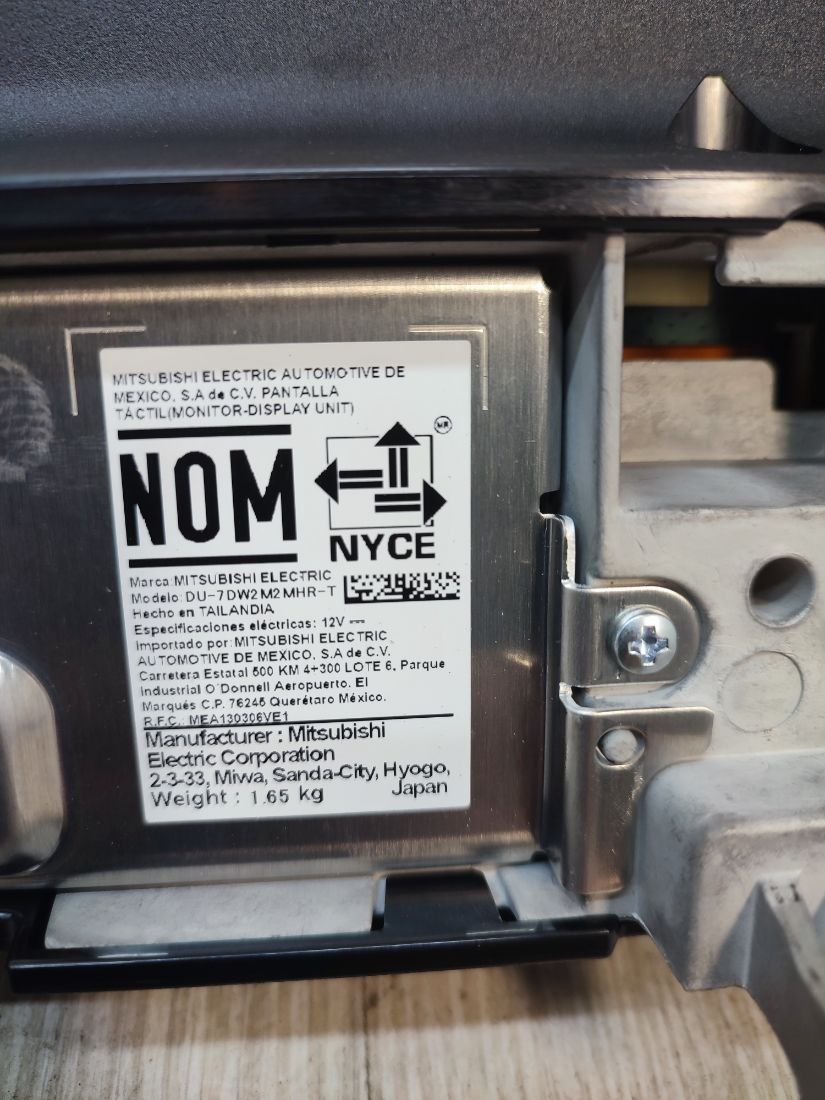 MITSUBISHI ELECTRIC AUTOMOTIVE DE
MEXICO, S.A de C.V. PANTALLA
TÁCTIL(MONITOR-DISPLAY UNIT)
MR
NOM
NYCE
Marca:MITSUBISHI ELECTRIC
Modelo: DU-7DW2M2MHR-T
Hecho en TAILANDIA
Especificaciones eléctricas: 12V
Importado por:MITSUBISHI ELECTRIC
AUTOMOTIVE DE MEXICO, S.A de C.V.
Carretera Estatal 500 KM 4+300 LOTE 6, Parque
Industrial O'Donnell Aeropuerto. El
Marqués C.P. 76246 Querétaro México.
R.F.C.: MEA130306VE1
Manufacturer : Mitsubishi
Electric Corporation
2-3-33, Miwa, Sanda-City, Hyogo,
Japan
Weight : 1.65 kg